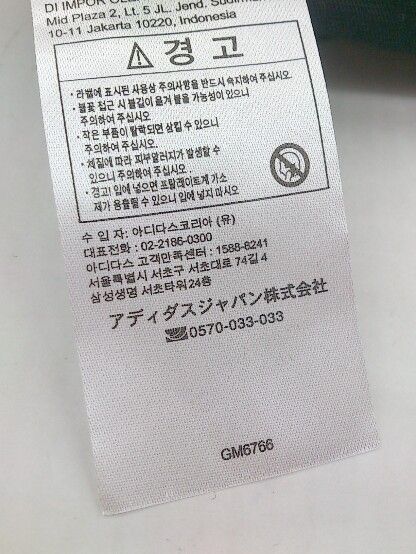 DI IMPOR OLEH
Mid Plaza 2, Lt. 5 JL. Jend. Sudirman
10-11 Jakarta 10220, Indonesia
경 고
• 라벨에 표시된 사용상 주의사항을 반드시 숙지하여 주십시오.
• 불꽃 접근 시 불길이 옮겨 붙을 가능성이 있으니
주의하여 주십시오
• 작은 부품이 탈락되면 삼킬 수 있으니
주의하여 주십시오.
• 체질에 따라 피부알러지가 발생할 수
있으니 주의하여 주십시오.
• 경고! 입에 넣으면 프탈레이트계 가소
제가 용출될 수 있으니 입에 넣지 마시오
수 입 자: 아디다스코리아 (유)
대표전화 : 02-2186-0300
아디다스 고객만족센터 : 1588-8241
서울특별시 서초구 서초대로 74길 4
삼성생명 서초타워 24층
アディダスジャパン株式会社
0570-033-033
GM6766